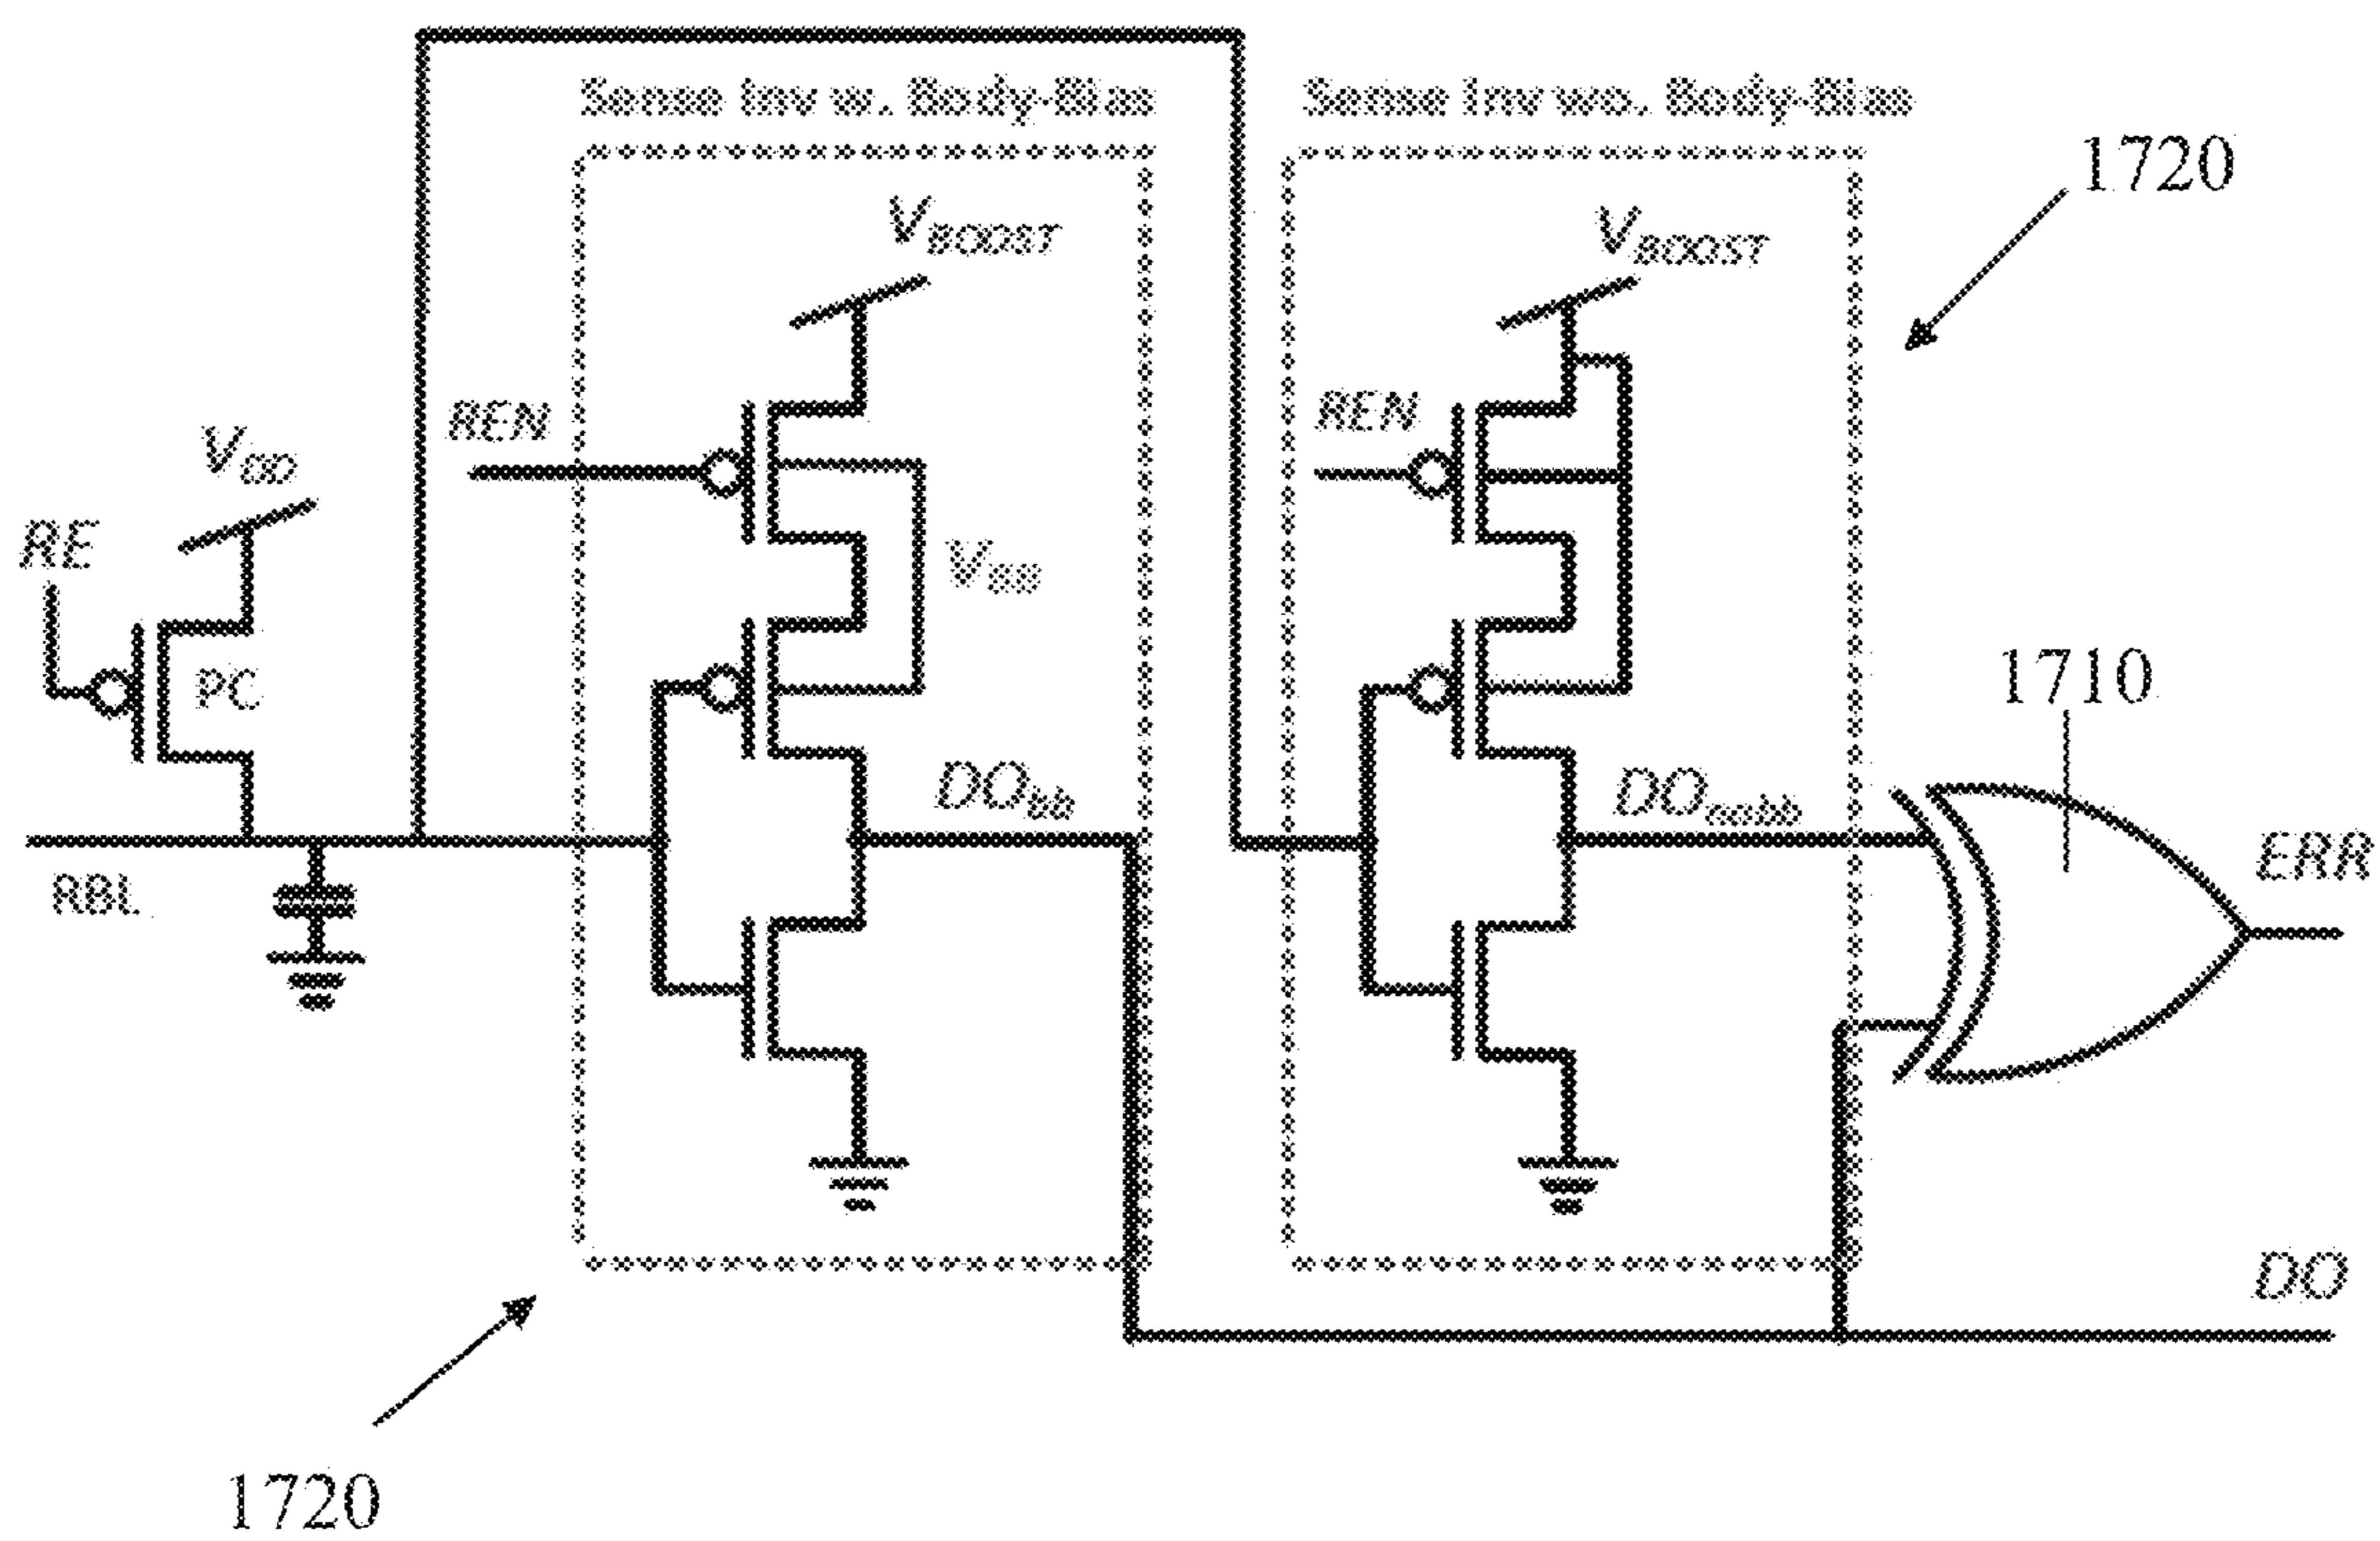 Sense Inv w. Body-Bias
Sense Inv wo. Body-Bias
1720
VBOOST
VBOOST
REN
REN
VDD
RE
VBB
PC
1710
DObb
DOnobb
ERR
RBL
DO
1720